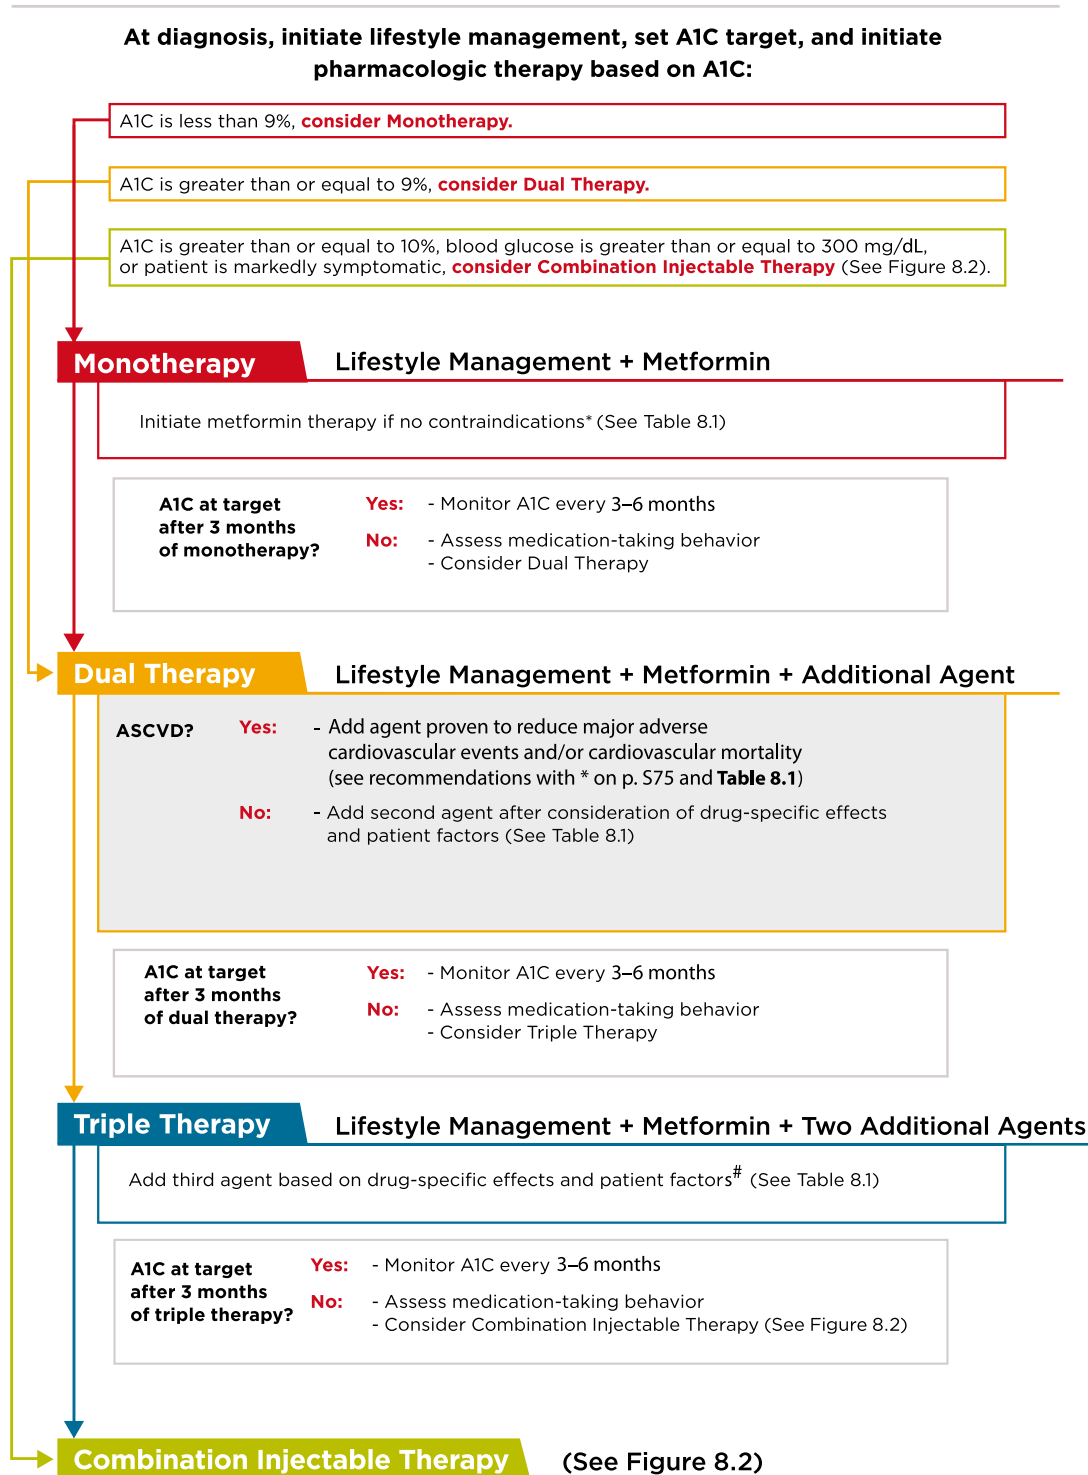 At diagnosis, initiate lifestyle management, set A1C target, and initiate
pharmacologic therapy based on A1C:
A1C is less than 9%, consider Monotherapy.
A1C is greater than or equal to 9%, consider Dual Therapy.
A1C is greater than or equal to 10%, blood glucose is greater than or equal to 300 mg/dL,
or patient is markedly symptomatic, consider Combination Injectable Therapy (See Figure 8.2).
Monotherapy Lifestyle Management + Metformin
Initiate metformin therapy if no contraindications* (See Table 8.1)
A1C at target
after 3 months
of monotherapy?
Yes: - Monitor A1C every 3–6 months
No: - Assess medication-taking behavior
- Consider Dual Therapy
Dual Therapy Lifestyle Management + Metformin + Additional Agent
ASCVD? Yes: - Add agent proven to reduce major adverse
cardiovascular events and/or cardiovascular mortality
(see recommendations with * on p. S75 and Table 8.1)
No: - Add second agent after consideration of drug-specific effects
and patient factors (See Table 8.1)
A1C at target
after 3 months
of dual therapy?
Yes: - Monitor A1C every 3–6 months
No: - Assess medication-taking behavior
- Consider Triple Therapy
Triple Therapy Lifestyle Management + Metformin + Two Additional Agents
Add third agent based on drug-specific effects and patient factors# (See Table 8.1)
A1C at target
after 3 months
of triple therapy?
Yes: - Monitor A1C every 3–6 months
No: - Assess medication-taking behavior
- Consider Combination Injectable Therapy (See Figure 8.2)
Combination Injectable Therapy (See Figure 8.2)